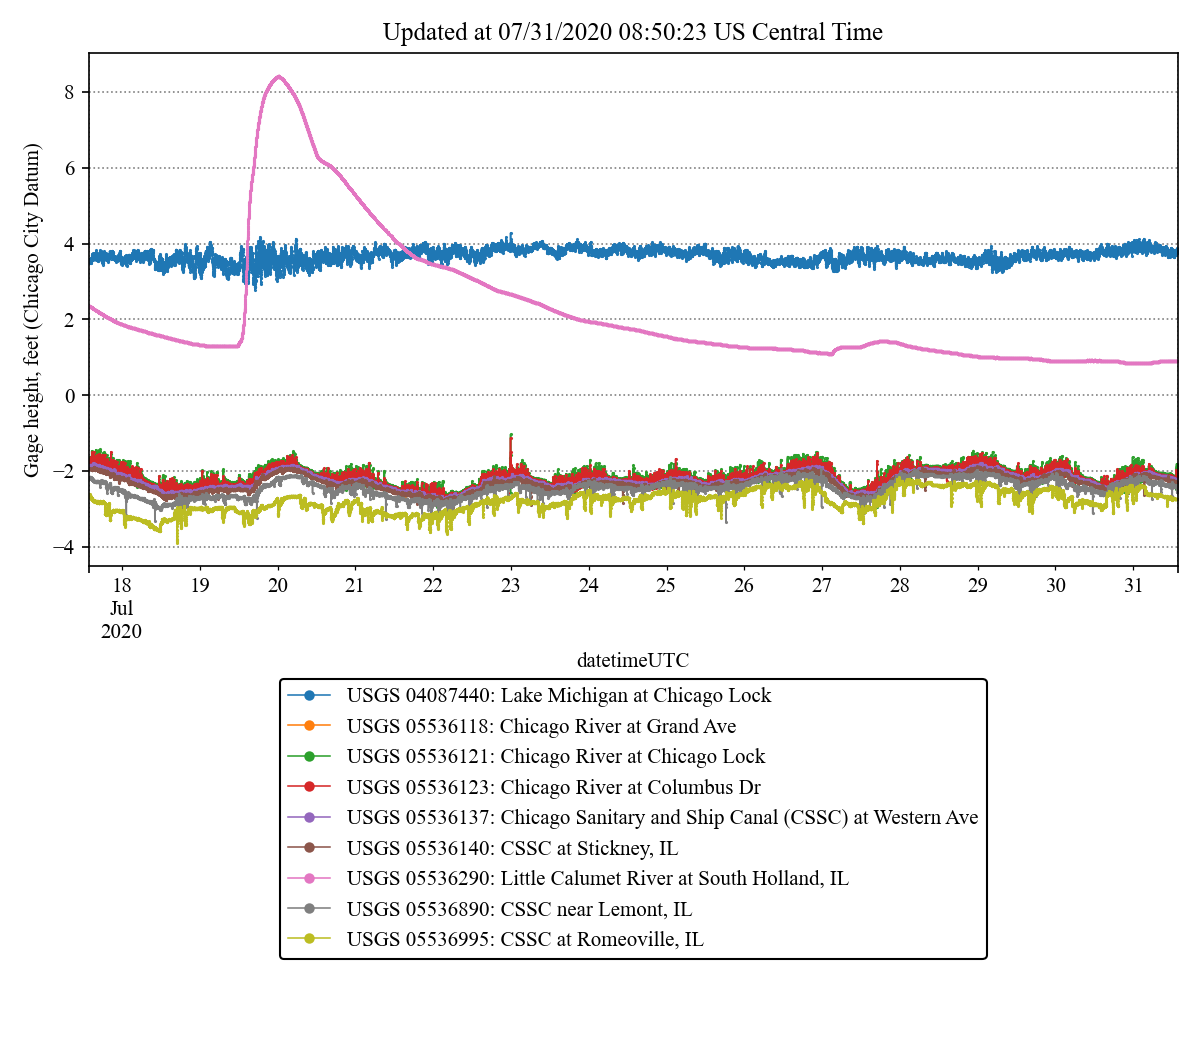 Updated at 07/31/2020 08:50:23 US Central Time
Gage height, feet (Chicago City Datum)
8
6
4
2
0
−2
−4
18 19 20 21 22 23 24 25 26 27 28 29 30 31
Jul
2020
datetimeUTC
USGS 04087440: Lake Michigan at Chicago Lock
USGS 05536118: Chicago River at Grand Ave
USGS 05536121: Chicago River at Chicago Lock
USGS 05536123: Chicago River at Columbus Dr
USGS 05536137: Chicago Sanitary and Ship Canal (CSSC) at Western Ave
USGS 05536140: CSSC at Stickney, IL
USGS 05536290: Little Calumet River at South Holland, IL
USGS 05536890: CSSC near Lemont, IL
USGS 05536995: CSSC at Romeoville, IL